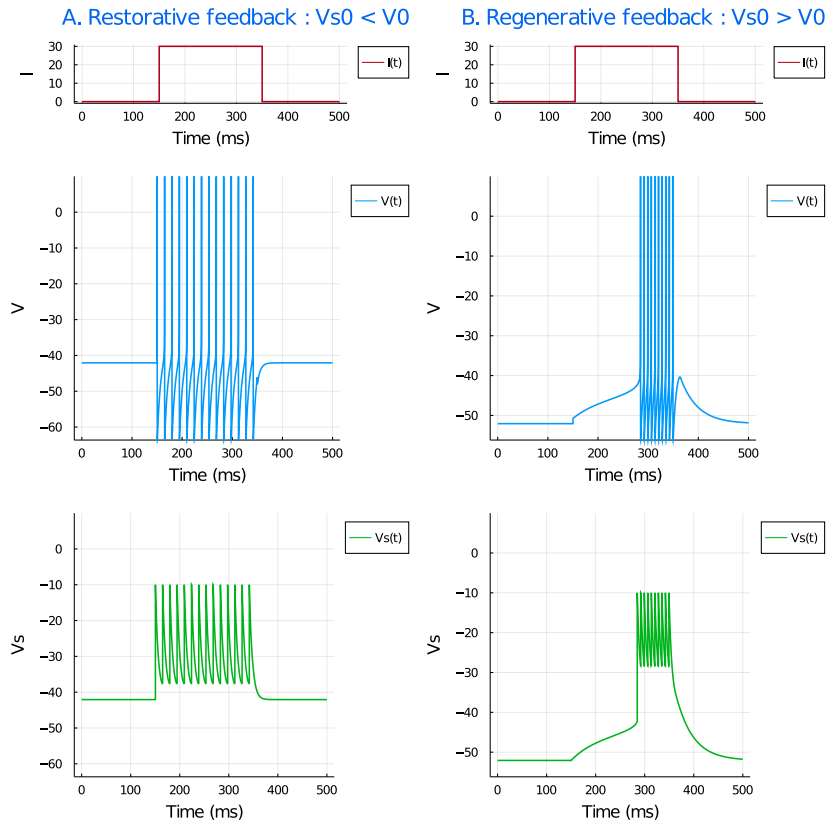 A. Restorative feedback : Vs0 < V0
B. Regenerative feedback : Vs0 > V0
30
20
10
0
I
I(t)
0 100 200 300 400 500
Time (ms)
30
20
10
0
I
I(t)
0 100 200 300 400 500
Time (ms)
0
−10
−20
−30
−40
−50
−60
V
V(t)
0 100 200 300 400 500
Time (ms)
0
−10
−20
−30
−40
−50
V
V(t)
0 100 200 300 400 500
Time (ms)
0
−10
−20
−30
−40
−50
−60
Vs
Vs(t)
0 100 200 300 400 500
Time (ms)
0
−10
−20
−30
−40
−50
Vs
Vs(t)
0 100 200 300 400 500
Time (ms)